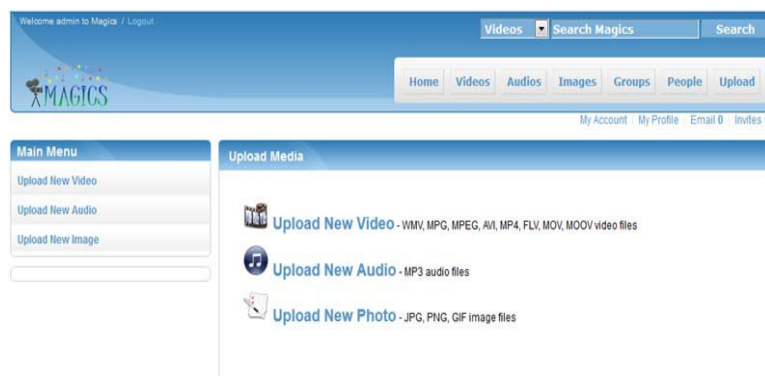 Welcome admin to Magics / Logout
Videos Search Magics Search
MAGICS
Home Videos Audios Images Groups People Upload
My Account My Profile Email 0 Invites
Main Menu
Upload New Video
Upload New Audio
Upload New Image
Upload Media
Upload New Video - WMV, MPG, MPEG, AVI, MP4, FLV, MOV, MOOV video files
Upload New Audio - MP3 audio files
Upload New Photo - JPG, PNG, GIF image files